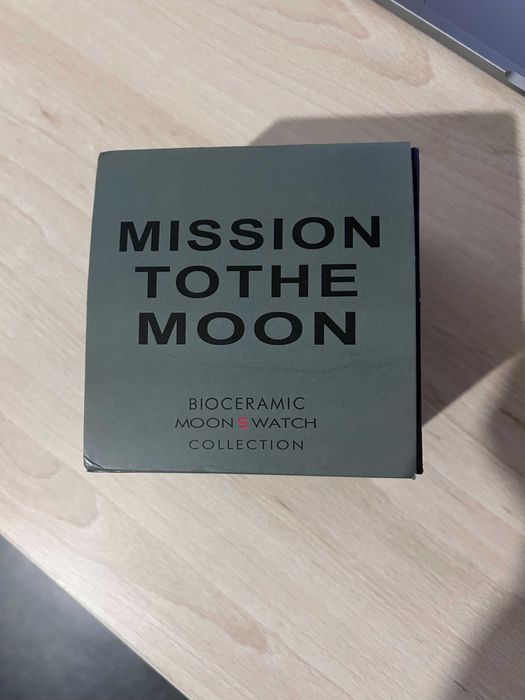 MISSION
TOTHE
MOON
BIOCERAMIC
MOONSWATCH
COLLECTION